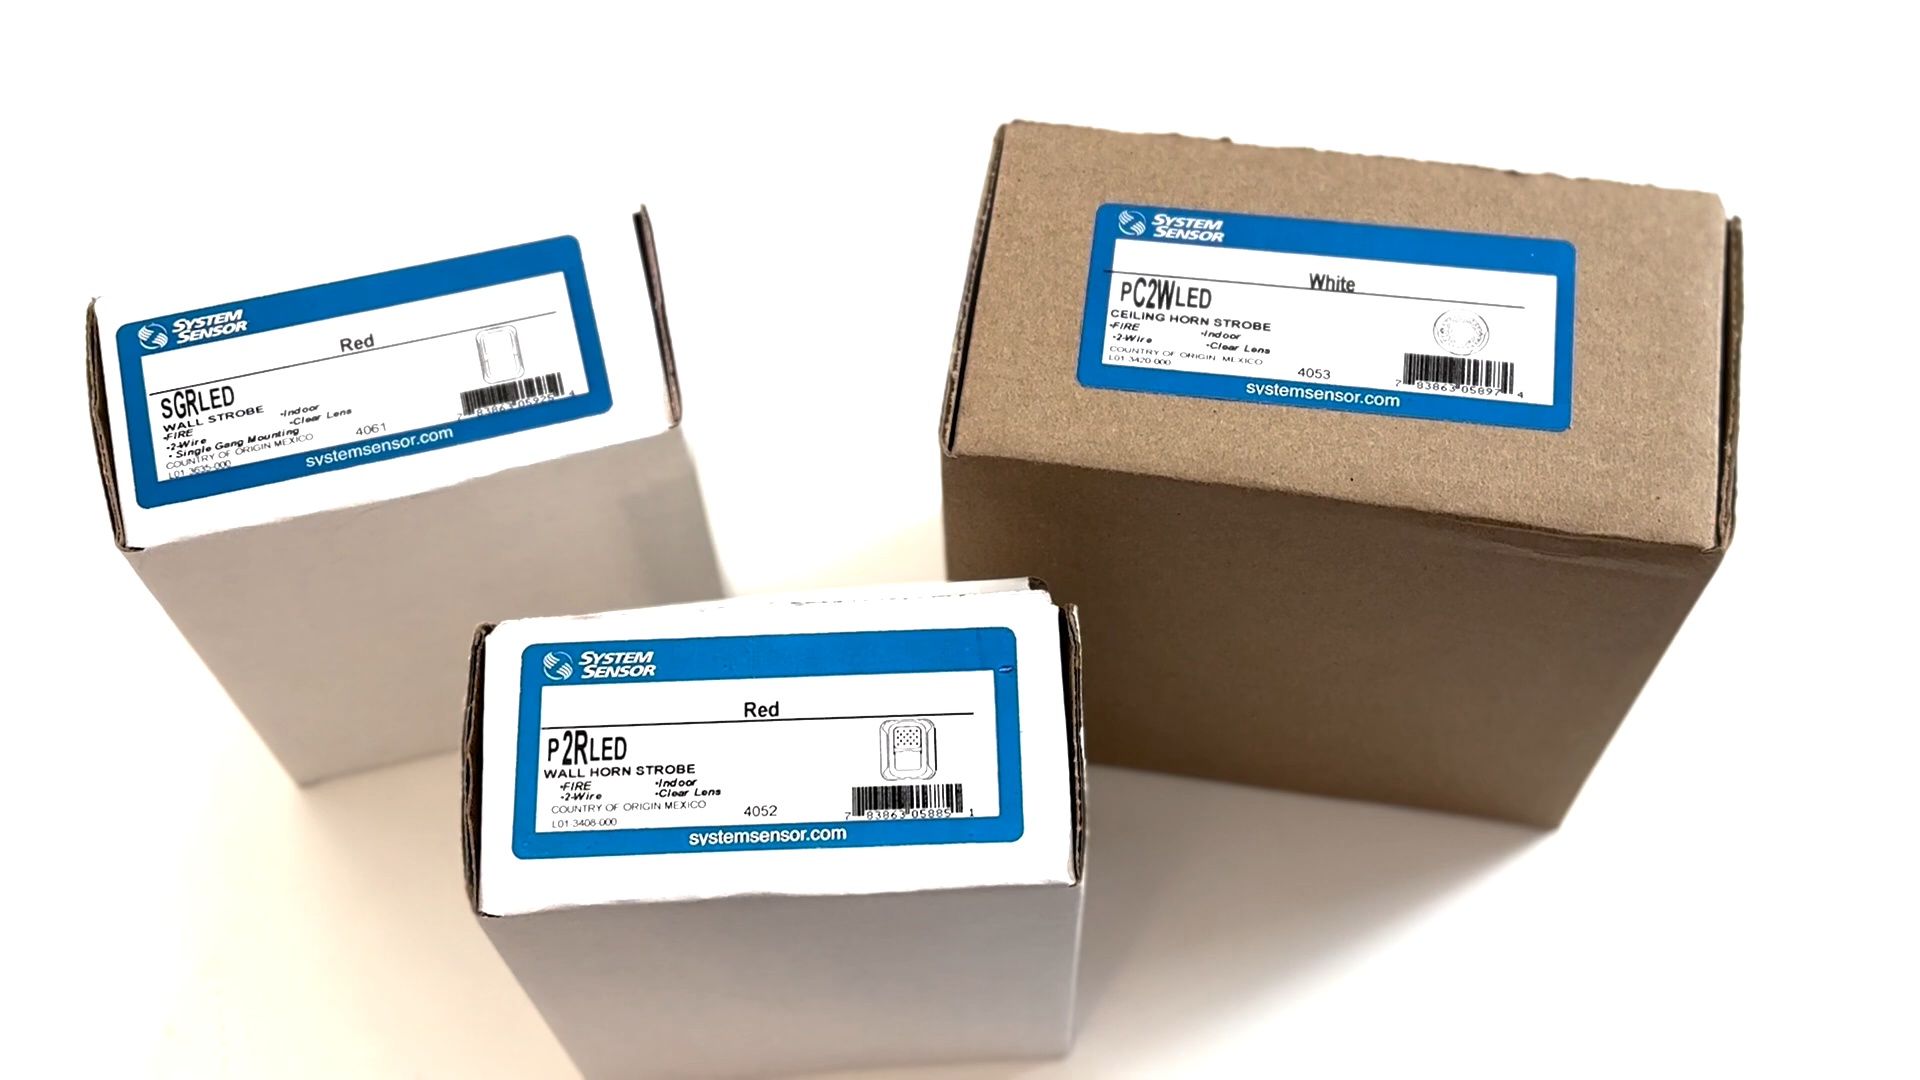 SYSTEM
SENSOR
Red
SGRLED
WALL STROBE
-FIRE
-Indoor
-2-Wire
-Clear Lens
- Single Gang Mounting
COUNTRY OF ORIGIN MEXICO
4061
L01-3635-000
systemsensor.com
SYSTEM
SENSOR
White
PC2WLED
CEILING HORN STROBE
-FIRE
-Indoor
-2-Wire
-Clear Lens
COUNTRY OF ORIGIN MEXICO
L01-3420-000
4053
7 83863 05897 4
systemsensor.com
SYSTEM
SENSOR
Red
P2RLED
WALL HORN STROBE
-FIRE
-Indoor
-2-Wire
-Clear Lens
COUNTRY OF ORIGIN MEXICO
4052
L01-3408-000
7 83863 05885 1
systemsensor.com